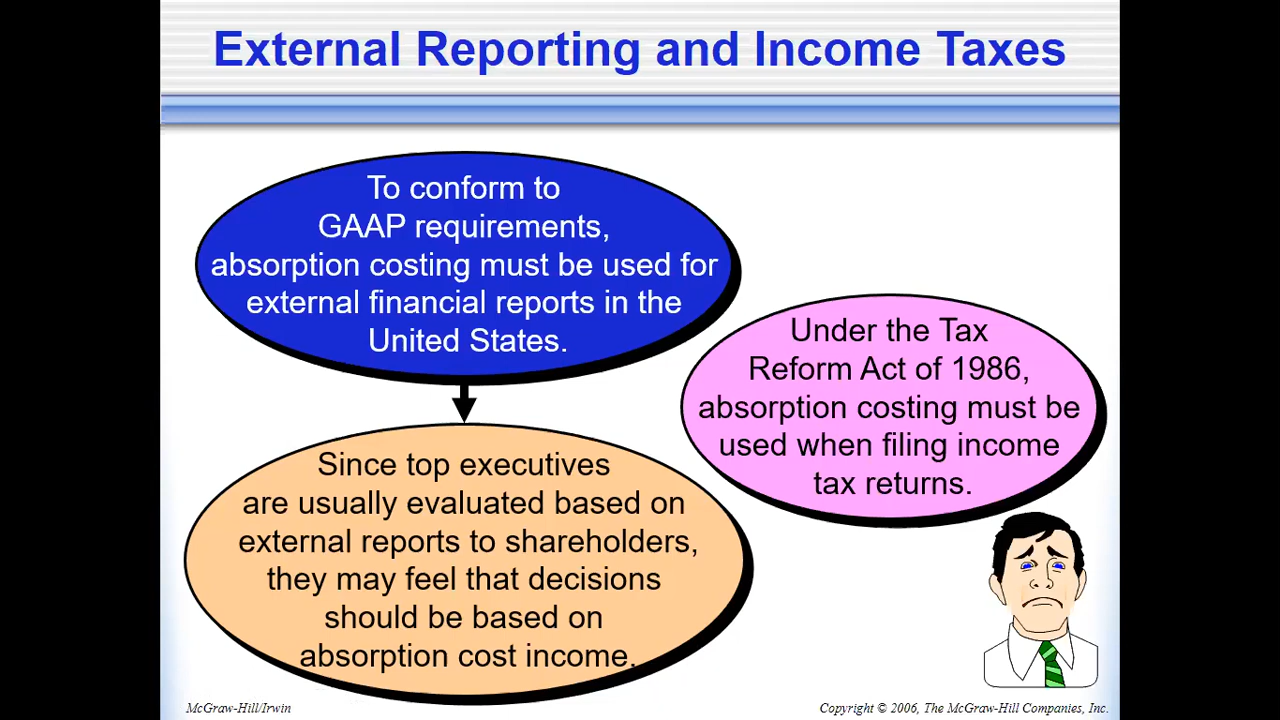 External Reporting and Income Taxes
To conform to
GAAP requirements,
absorption costing must be used for
external financial reports in the
United States.
Under the Tax
Reform Act of 1986,
absorption costing must be
used when filing income
tax returns.
Since top executives
are usually evaluated based on
external reports to shareholders,
they may feel that decisions
should be based on
absorption cost income.
McGraw-Hill/Irwin
Copyright © 2006, The McGraw-Hill Companies, Inc.